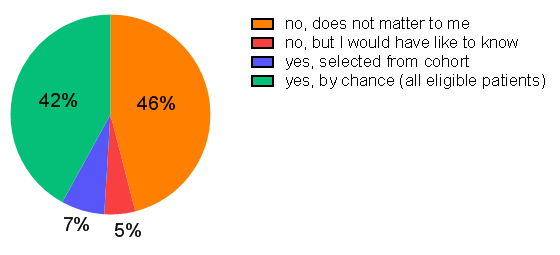 no, does not matter to me
no, but I would have like to know
yes, selected from cohort
yes, by chance (all eligible patients)
42%
46%
7%
5%